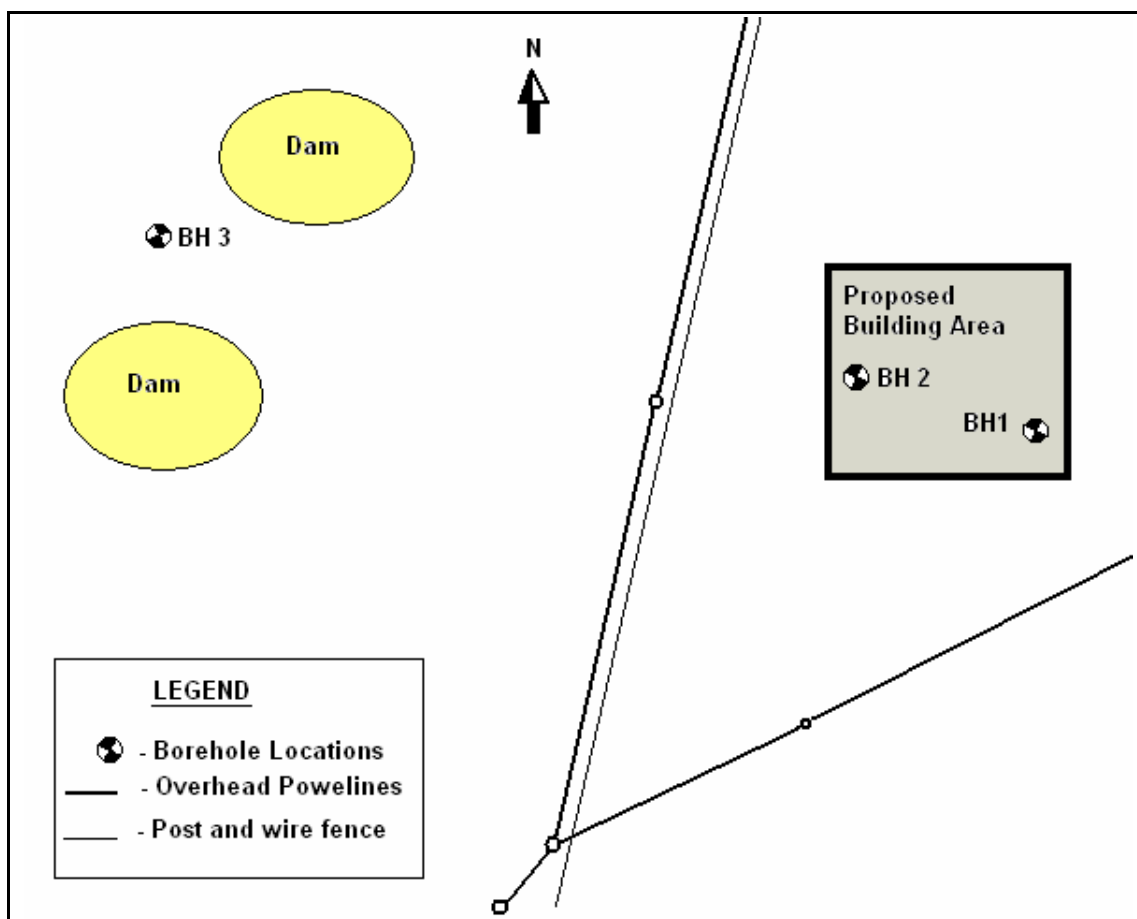 N
Dam
BH 3
Dam
Proposed
Building Area
BH 2
BH1
LEGEND
- Borehole Locations
- Overhead Powelines
- Post and wire fence